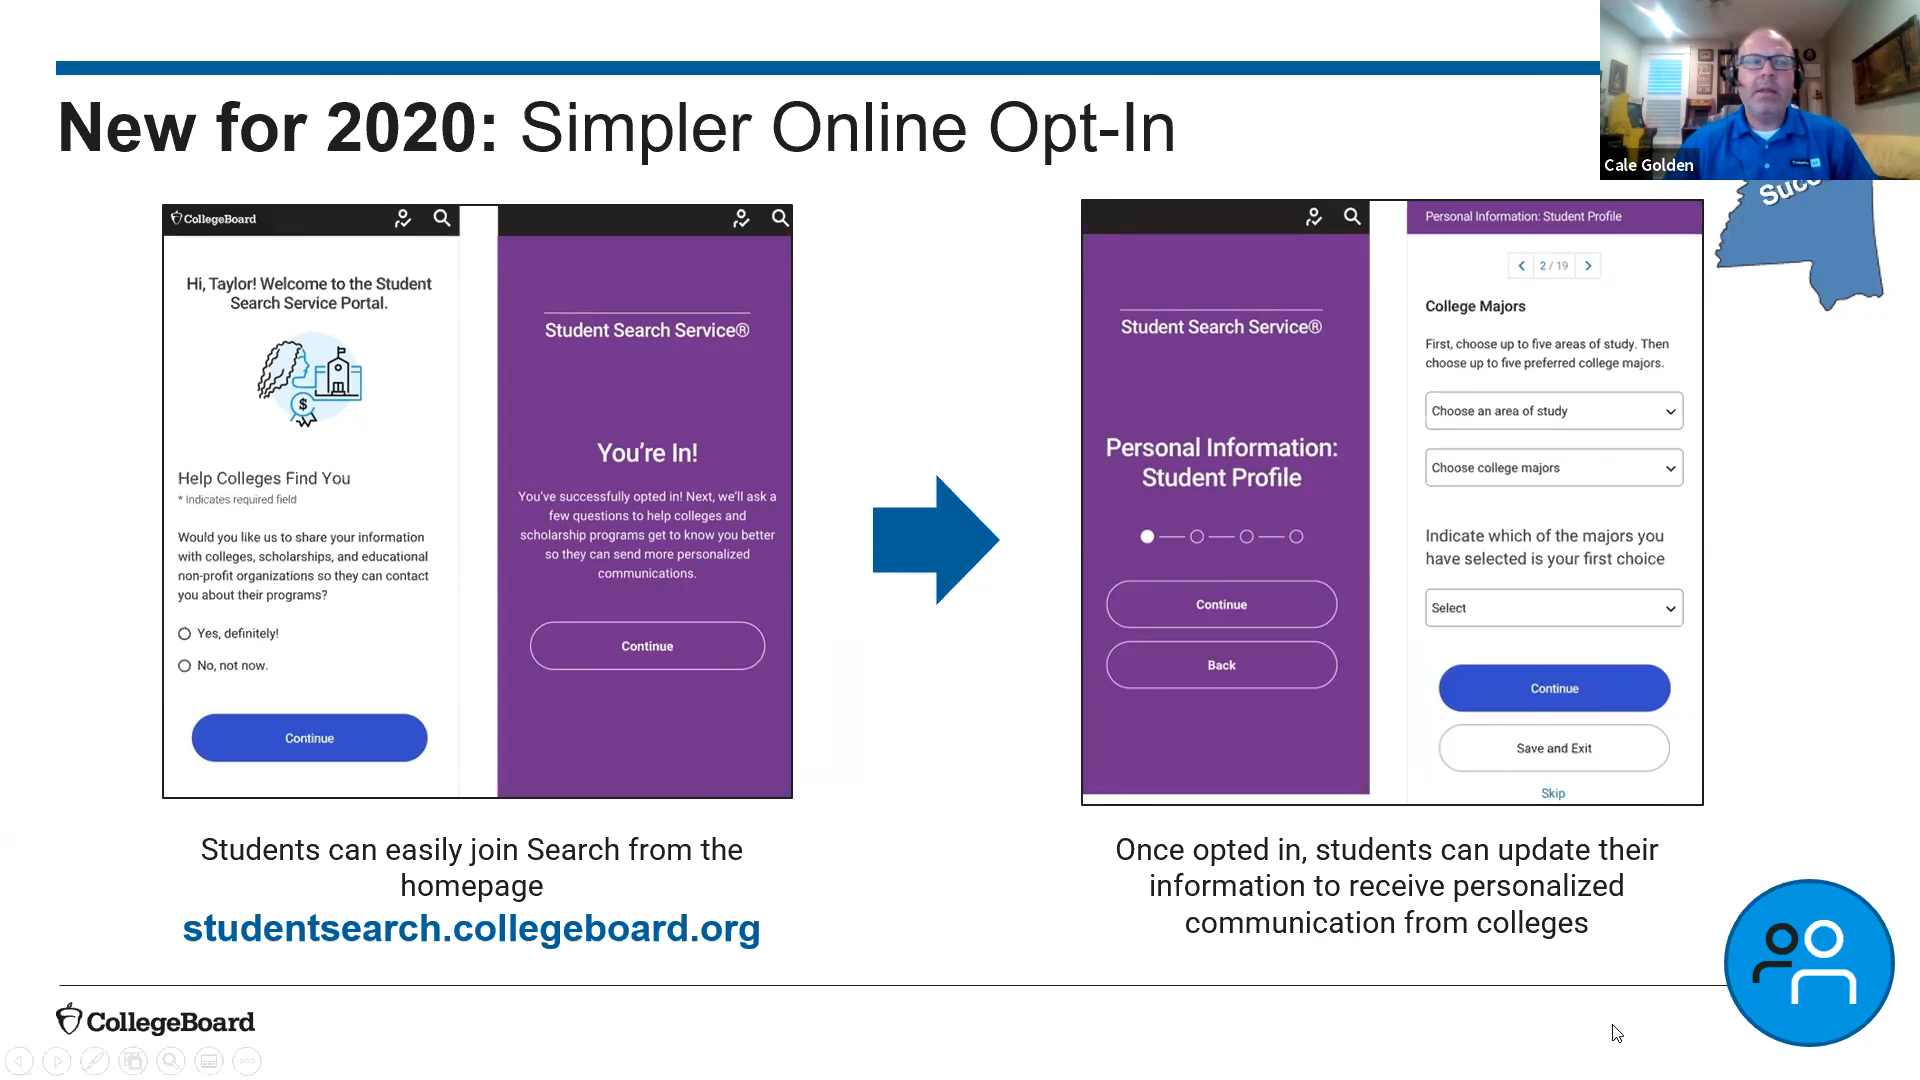 New for 2020: Simpler Online Opt-In
Cale Golden
CollegeBoard
Hi, Taylor! Welcome to the Student
Search Service Portal.
$
Help Colleges Find You
* Indicates required field
Would you like us to share your information
with colleges, scholarships, and educational
non-profit organizations so they can contact
you about their programs?
Yes, definitely!
No, not now.
Continue
Student Search Service®
You're In!
You've successfully opted in! Next, we'll ask a
few questions to help colleges and
scholarship programs get to know you better
so they can send more personalized
communications.
Continue
Student Search Service®
Personal Information:
Student Profile
Continue
Back
Personal Information: Student Profile
2 / 19
College Majors
First, choose up to five areas of study. Then
choose up to five preferred college majors.
Choose an area of study
Choose college majors
Indicate which of the majors you
have selected is your first choice
Select
Continue
Save and Exit
Skip
Students can easily join Search from the
homepage
studentsearch.collegeboard.org
Once opted in, students can update their
information to receive personalized
communication from colleges
CollegeBoard